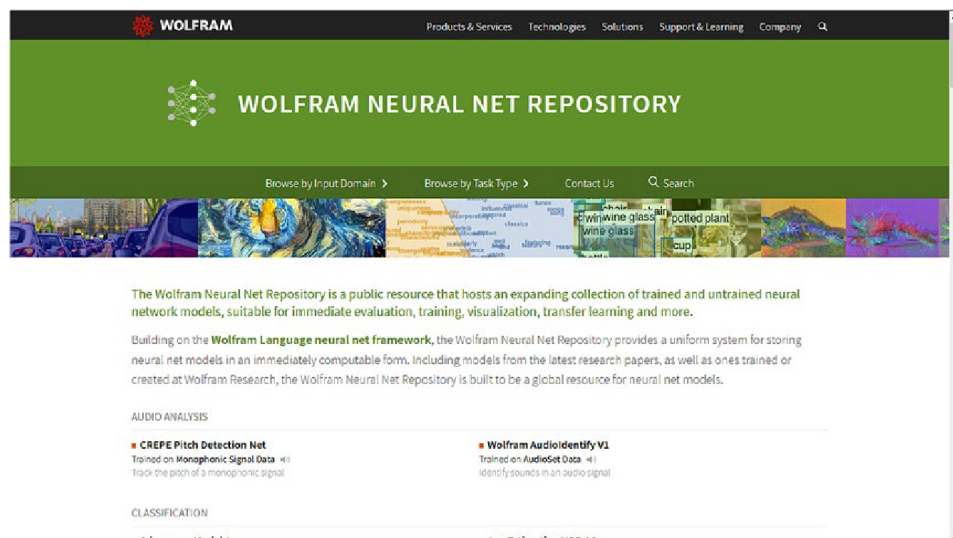 WOLFRAM
Products & Services Technologies Solutions Support & Learning Company
WOLFRAM NEURAL NET REPOSITORY
Browse by Input Domain Browse by Task Type Contact Us Search
chair
wine glass potted plant
wine glass
cup
The Wolfram Neural Net Repository is a public resource that hosts an expanding collection of trained and untrained neural
network models, suitable for immediate evaluation, training, visualization, transfer learning and more.
Building on the Wolfram Language neural net framework, the Wolfram Neural Net Repository provides a uniform system for storing
neural net models in an immediately computable form. Including models from the latest research papers, as well as ones trained or
created at Wolfram Research, the Wolfram Neural Net Repository is built to be a global resource for neural net models.
AUDIO ANALYSIS
CREPE Pitch Detection Net Wolfram AudioIdentify V1
Trained on Monophonic Signal Data Trained on AudioSet Data
Track the pitch of a monophonic signal Identify sounds in an audio signal
CLASSIFICATION